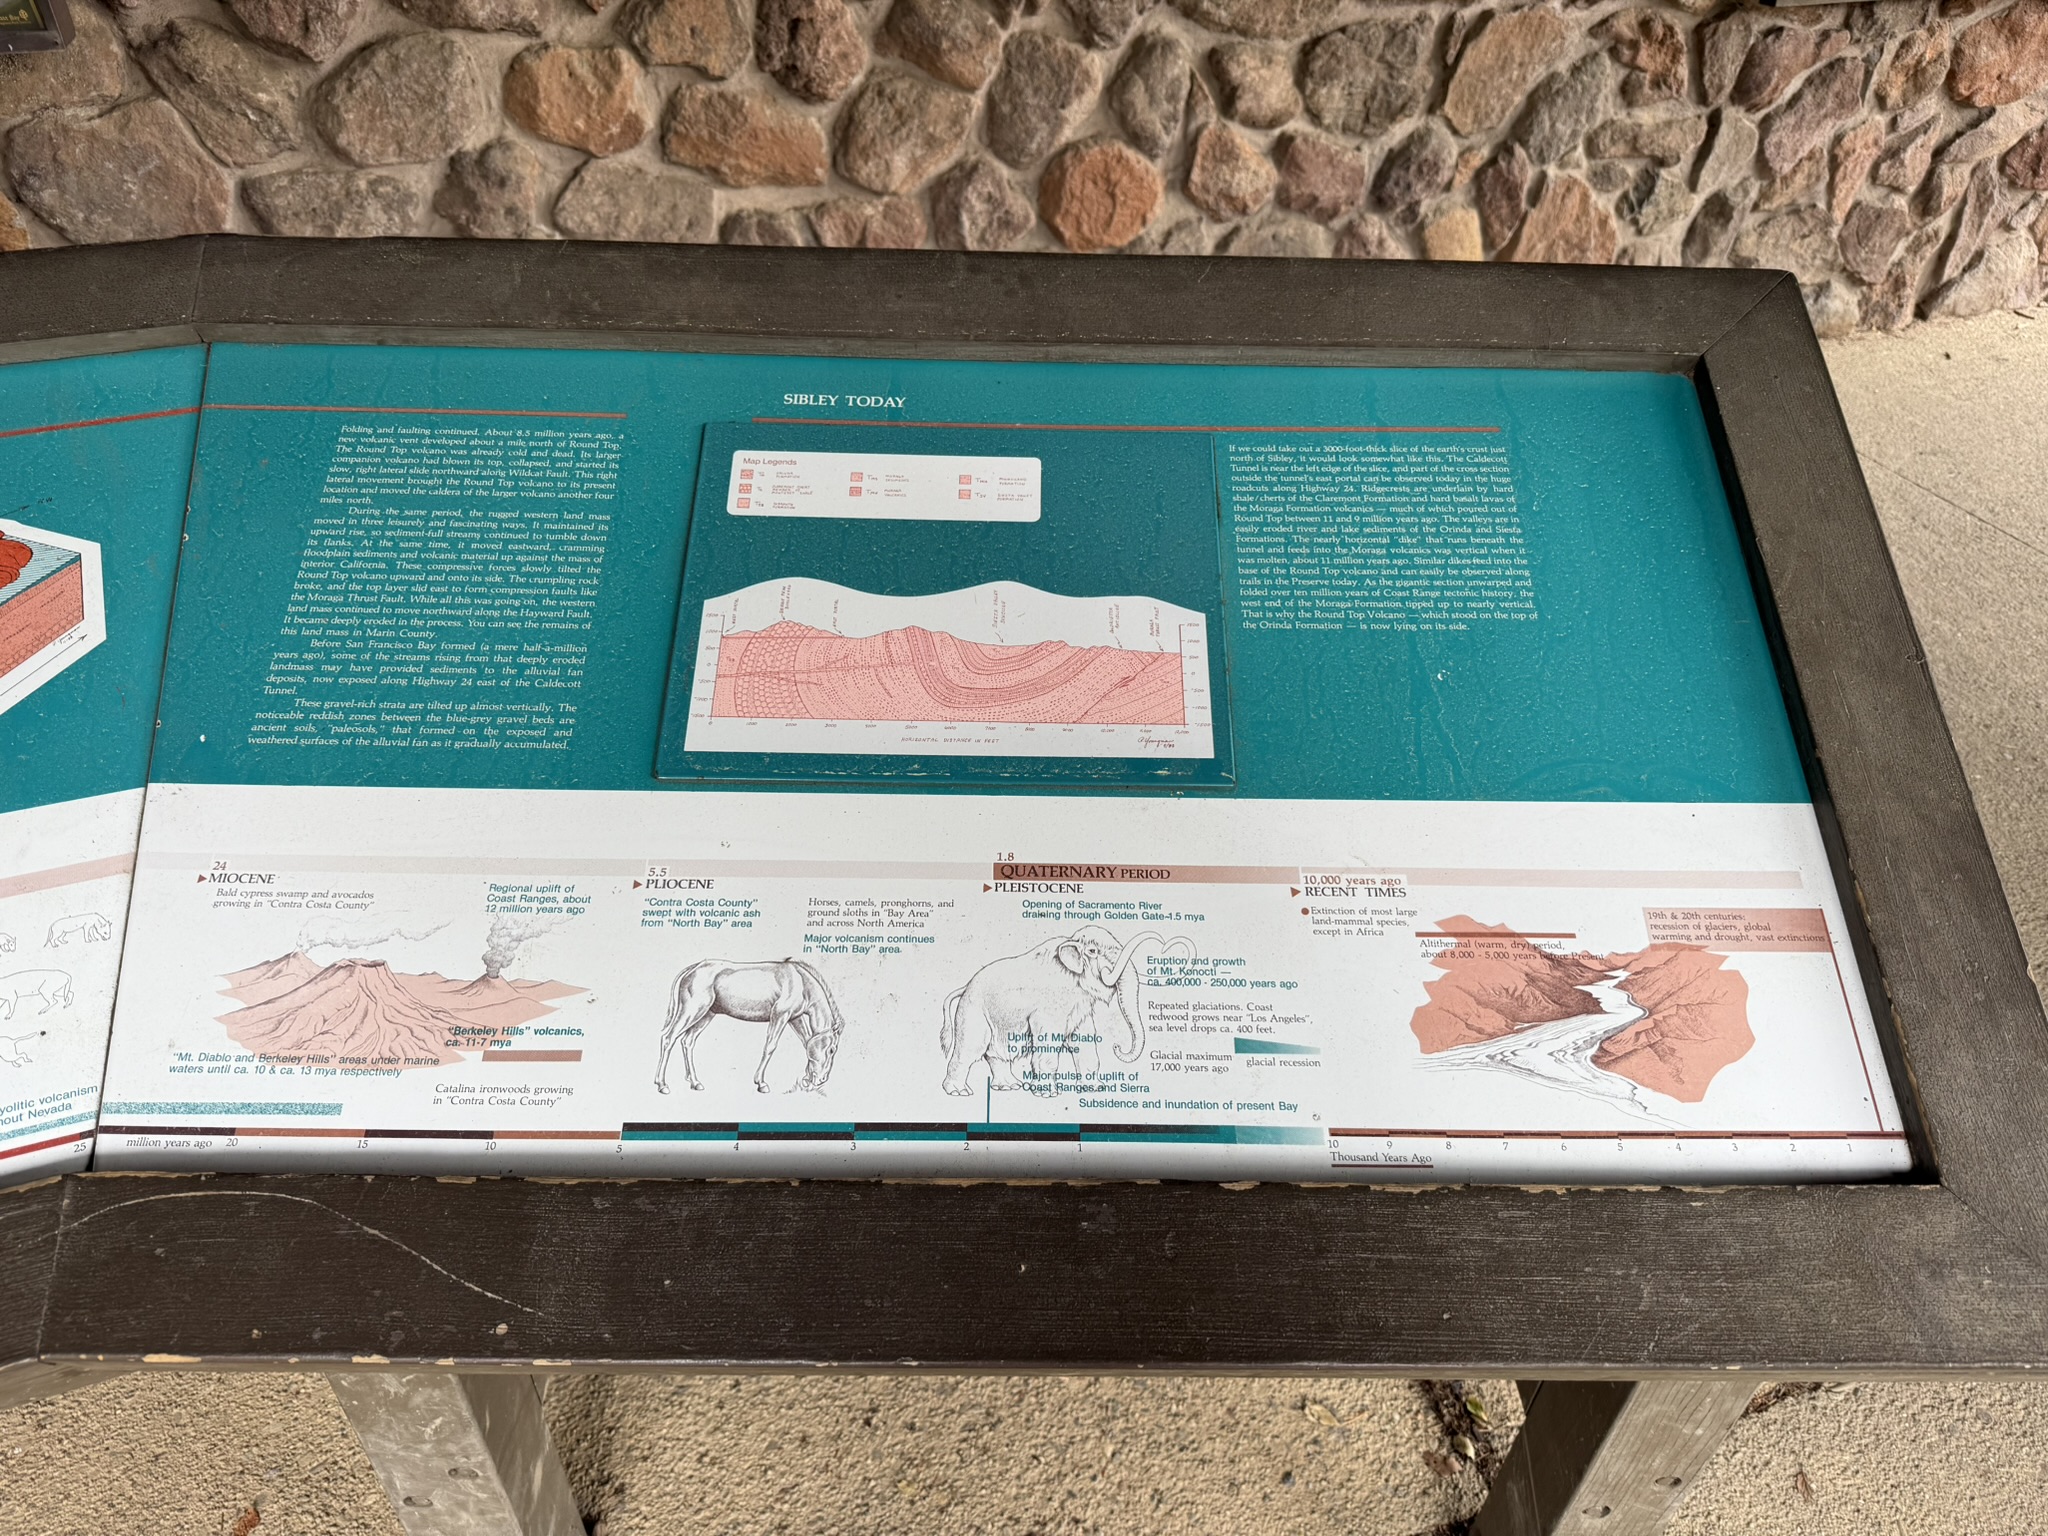 SIBLEY TODAY
Folding and faulting continued. About 8.5 million years ago, a
new volcanic vent developed about a mile north of Round Top.
The Round Top volcano was already cold and dead. Its larger
companion volcano had blown its top, collapsed, and started its
slow, right lateral slide northward along Wildcat Fault. This right
lateral movement brought the Round Top volcano to its present
location and moved the caldera of the larger volcano another four
miles north.
During the same period, the rugged western land mass
moved in three leisurely and fascinating ways. It maintained its
upward rise, so sediment-full streams continued to tumble down
its flanks. At the same time, it moved eastward, cramming
floodplain sediments and volcanic material up against the mass of
interior California. These compressive forces slowly tilted the
Round Top volcano upward and onto its side. The crumpling rock
broke, and the top layer slid east to form compression faults like
the Moraga Thrust Fault. While all this was going on, the western
land mass continued to move northward along the Hayward Fault.
It became deeply eroded in the process. You can see the remains of
this land mass in Marin County.
Before San Francisco Bay formed (a mere half-a-million
years ago), some of the streams rising from that deeply eroded
landmass may have provided sediments to the alluvial fan
deposits, now exposed along Highway 24 east of the Caldecott
Tunnel.
These gravel-rich strata are tilted up almost vertically. The
noticeable reddish zones between the blue-grey gravel beds are
ancient soils, "paleosols," that formed on the exposed and
weathered surfaces of the alluvial fan as it gradually accumulated.
Map Legends
HORIZONTAL DISTANCE IN FEET
If we could take out a 3000-foot-thick slice of the earth's crust just
north of Sibley, it would look somewhat like this. The Caldecott
Tunnel is near the left edge of the slice, and part of the cross section
outside the tunnel's east portal can be observed today in the huge
roadcuts along Highway 24. Ridgecrests are underlain by hard
shale/cherts of the Claremont Formation and hard basalt lavas of
the Moraga Formation volcanics — much of which poured out of
Round Top between 11 and 9 million years ago. The valleys are in
easily eroded river and lake sediments of the Orinda and Siesta
Formations. The nearly horizontal "dike" that runs beneath the
tunnel and feeds into the Moraga volcanics was vertical when it
was molten, about 11 million years ago. Similar dikes feed into the
base of the Round Top volcano and can easily be observed along
trails in the Preserve today. As the gigantic section unwarped and
folded over ten million years of Coast Range tectonic history, the
west end of the Moraga Formation tipped up to nearly vertical.
That is why the Round Top Volcano — which stood on the top of
the Orinda Formation — is now lying on its side.
24
MIOCENE
Bald cypress swamp and avocados
growing in "Contra Costa County"
Regional uplift of
Coast Ranges, about
12 million years ago
"Berkeley Hills" volcanics,
ca. 11-7 mya
"Mt. Diablo and Berkeley Hills" areas under marine
waters until ca. 10 & ca. 13 mya respectively
Catalina ironwoods growing
in "Contra Costa County"
5.5
PLIOCENE
"Contra Costa County"
swept with volcanic ash
from "North Bay" area
Horses, camels, pronghorns, and
ground sloths in "Bay Area"
and across North America
Major volcanism continues
in "North Bay" area.
1.8
QUATERNARY PERIOD
PLEISTOCENE
Opening of Sacramento River
draining through Golden Gate-1.5 mya
Eruption and growth
of Mt. Konocti —
ca. 400,000 - 250,000 years ago
Repeated glaciations. Coast
redwood grows near "Los Angeles",
sea level drops ca. 400 feet.
Uplift of Mt. Diablo
to prominence
Glacial maximum
17,000 years ago
glacial recession
Major pulse of uplift of
Coast Ranges and Sierra
Subsidence and inundation of present Bay
10,000 years ago
RECENT TIMES
Extinction of most large
land-mammal species,
except in Africa
Altithermal (warm, dry) period,
about 8,000 - 5,000 years before Present
19th & 20th centuries:
recession of glaciers, global
warming and drought, vast extinctions
yolitic volcanism
hout Nevada
25 million years ago 20 15 10 5 4 3 2 1 10 9 8 7 6 5 4 3 2 1
Thousand Years Ago